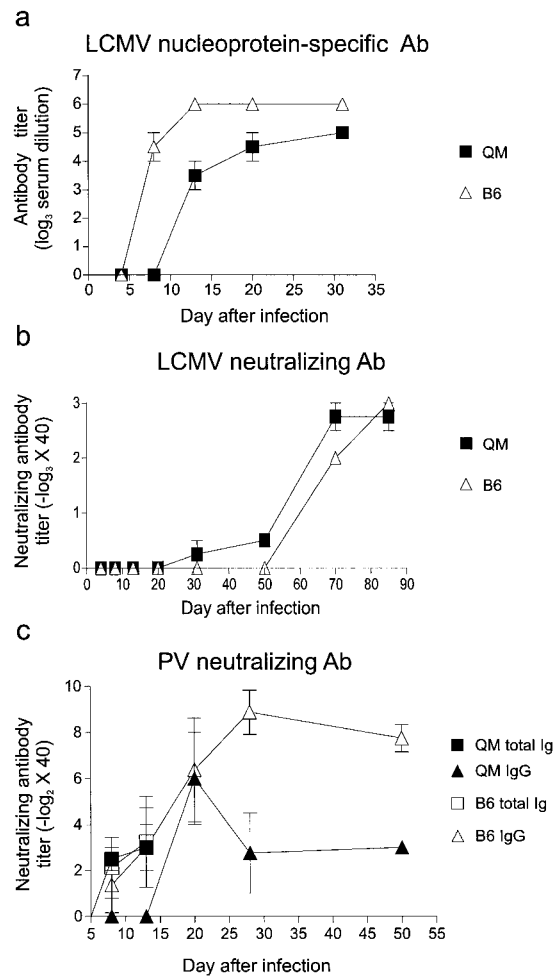 a
LCMV nucleoprotein-specific Ab
Antibody titer
(log3 serum dilution)
7
6
5
4
3
2
1
0
0 5 10 15 20 25 30 35
Day after infection
QM
B6
b
LCMV neutralizing Ab
Neutralizing antibody
titer (-log3 X 40)
3
2
1
0
0 10 20 30 40 50 60 70 80 90
Day after infection
QM
B6
c
PV neutralizing Ab
Neutralizing antibody
titer (-log2 X 40)
10
8
6
4
2
0
5 10 15 20 25 30 35 40 45 50 55
Day after infection
QM total Ig
QM IgG
B6 total Ig
B6 IgG